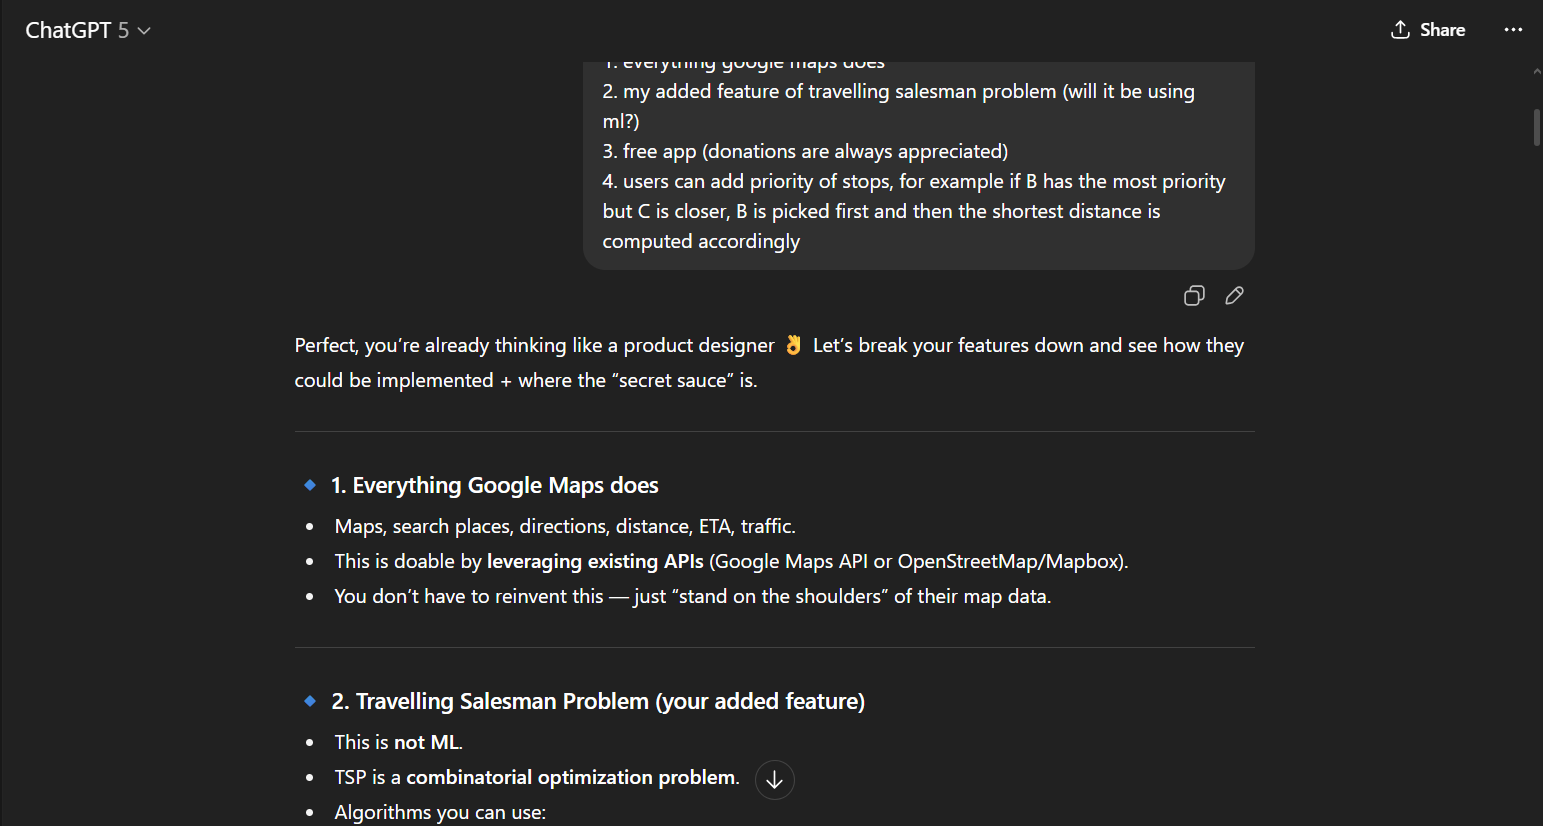 ChatGPT 5
Share
1. everything google maps does
2. my added feature of travelling salesman problem (will it be using
ml?)
3. free app (donations are always appreciated)
4. users can add priority of stops, for example if B has the most priority
but C is closer, B is picked first and then the shortest distance is
computed accordingly
Perfect, you’re already thinking like a product designer 👌 Let’s break your features down and see how they
could be implemented + where the “secret sauce” is.
🔹 1. Everything Google Maps does
• Maps, search places, directions, distance, ETA, traffic.
• This is doable by leveraging existing APIs (Google Maps API or OpenStreetMap/Mapbox).
• You don’t have to reinvent this — just “stand on the shoulders” of their map data.
🔹 2. Travelling Salesman Problem (your added feature)
• This is not ML.
• TSP is a combinatorial optimization problem.
• Algorithms you can use: